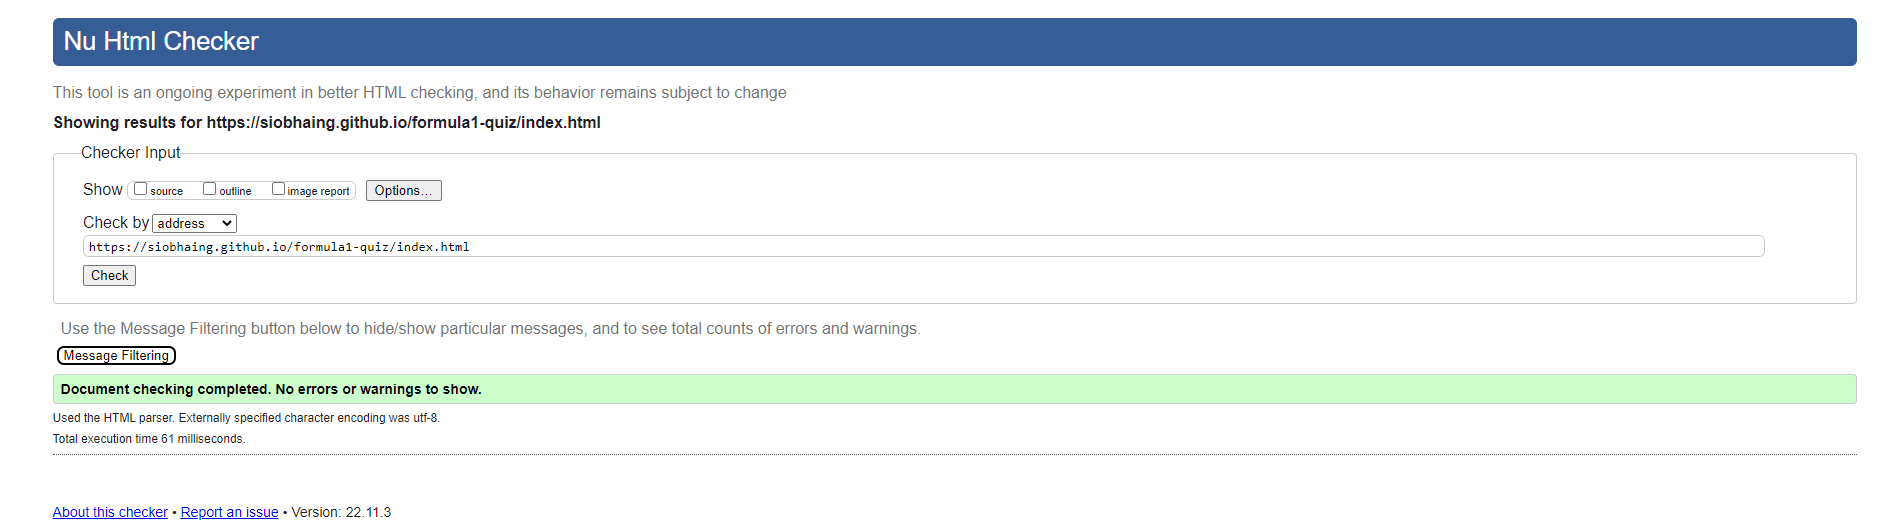 Nu Html Checker
This tool is an ongoing experiment in better HTML checking, and its behavior remains subject to change
Showing results for https://siobhaing.github.io/formula1-quiz/index.html
Checker Input
Show source outline image report Options...
Check by address
https://siobhaing.github.io/formula1-quiz/index.html
Check
Use the Message Filtering button below to hide/show particular messages, and to see total counts of errors and warnings.
Message Filtering
Document checking completed. No errors or warnings to show.
Used the HTML parser. Externally specified character encoding was utf-8.
Total execution time 61 milliseconds.
About this checker • Report an issue • Version: 22.11.3